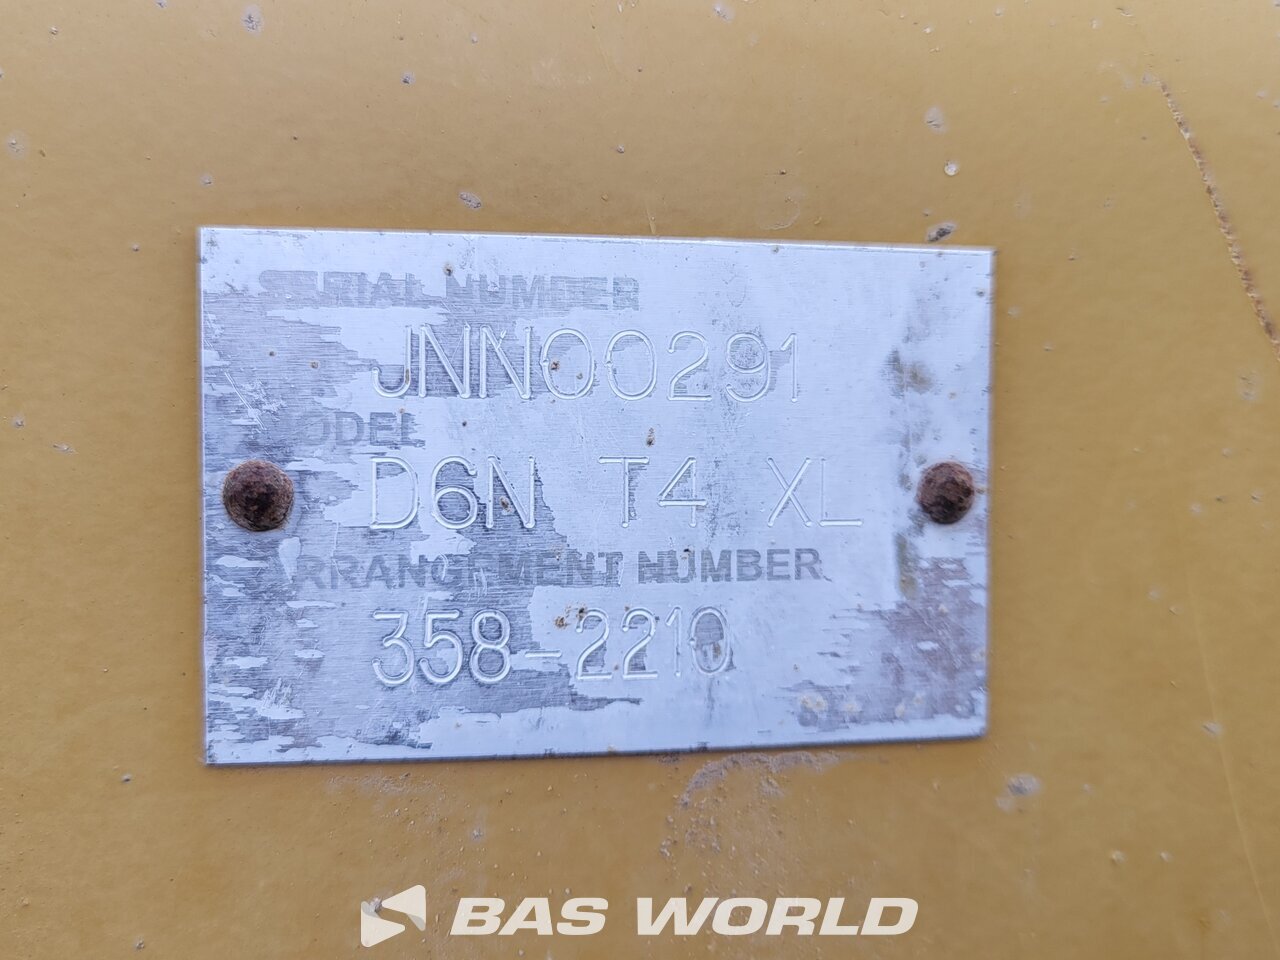 SERIAL NUMBER
JNN00291
MODEL
D6N T4 XL
ARRANGEMENT NUMBER
358-2210
BAS WORLD